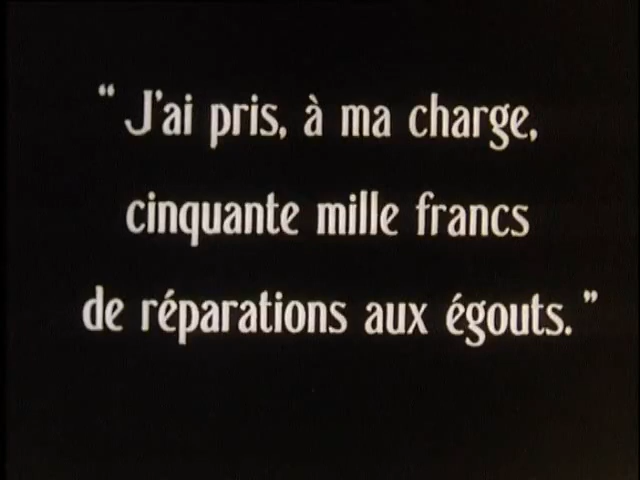 “ J'ai pris, à ma charge,
cinquante mille francs
de réparations aux égouts. ”